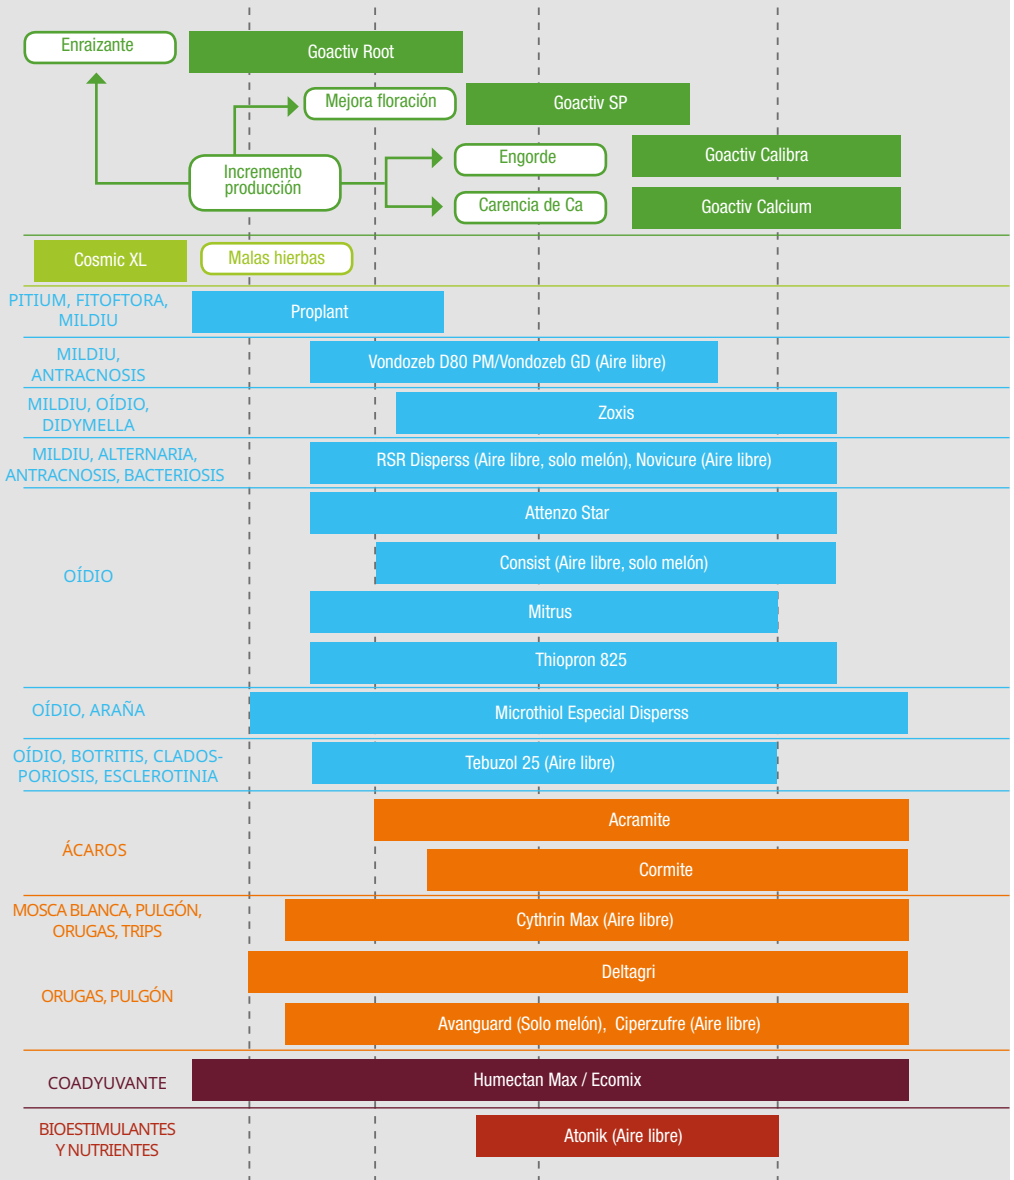 Enraizante
Goactiv Root
Mejora floración
Goactiv SP
Engorde
Goactiv Calibra
Incremento
producción
Carencia de Ca
Goactiv Calcium
Cosmic XL
Malas hierbas
PITIUM, FITOFTORA,
MILDIU
Proplant
MILDIU,
ANTRACNOSIS
Vondozeb D80 PM/Vondozeb GD (Aire libre)
MILDIU, OÍDIO,
DIDYMELLA
Zoxis
MILDIU, ALTERNARIA,
ANTRACNOSIS, BACTERIOSIS
RSR Disperss (Aire libre, solo melón), Novicure (Aire libre)
OÍDIO
Attenzo Star
Consist (Aire libre, solo melón)
Mitrus
Thiopron 825
OÍDIO, ARAÑA
Microthiol Especial Disperss
OÍDIO, BOTRITIS, CLADOS-
PORIOSIS, ESCLEROTINIA
Tebuzol 25 (Aire libre)
ÁCAROS
Acramite
Cormite
MOSCA BLANCA, PULGÓN,
ORUGAS, TRIPS
Cythrin Max (Aire libre)
ORUGAS, PULGÓN
Deltagri
Avanguard (Solo melón), Ciperzufre (Aire libre)
COADYUVANTE
Humectan Max / Ecomix
BIOESTIMULANTES
Y NUTRIENTES
Atonik (Aire libre)